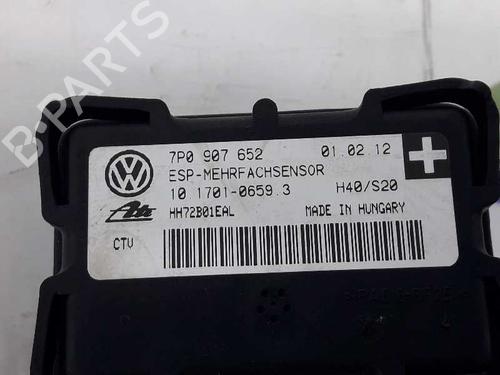 B-PARTS
7P0 907 652 01.02.12
ESP-MEHRFACHSENSOR
10.1701-0659.3 H40/S20
Ate HH72B01EAL MADE IN HUNGARY
CTV